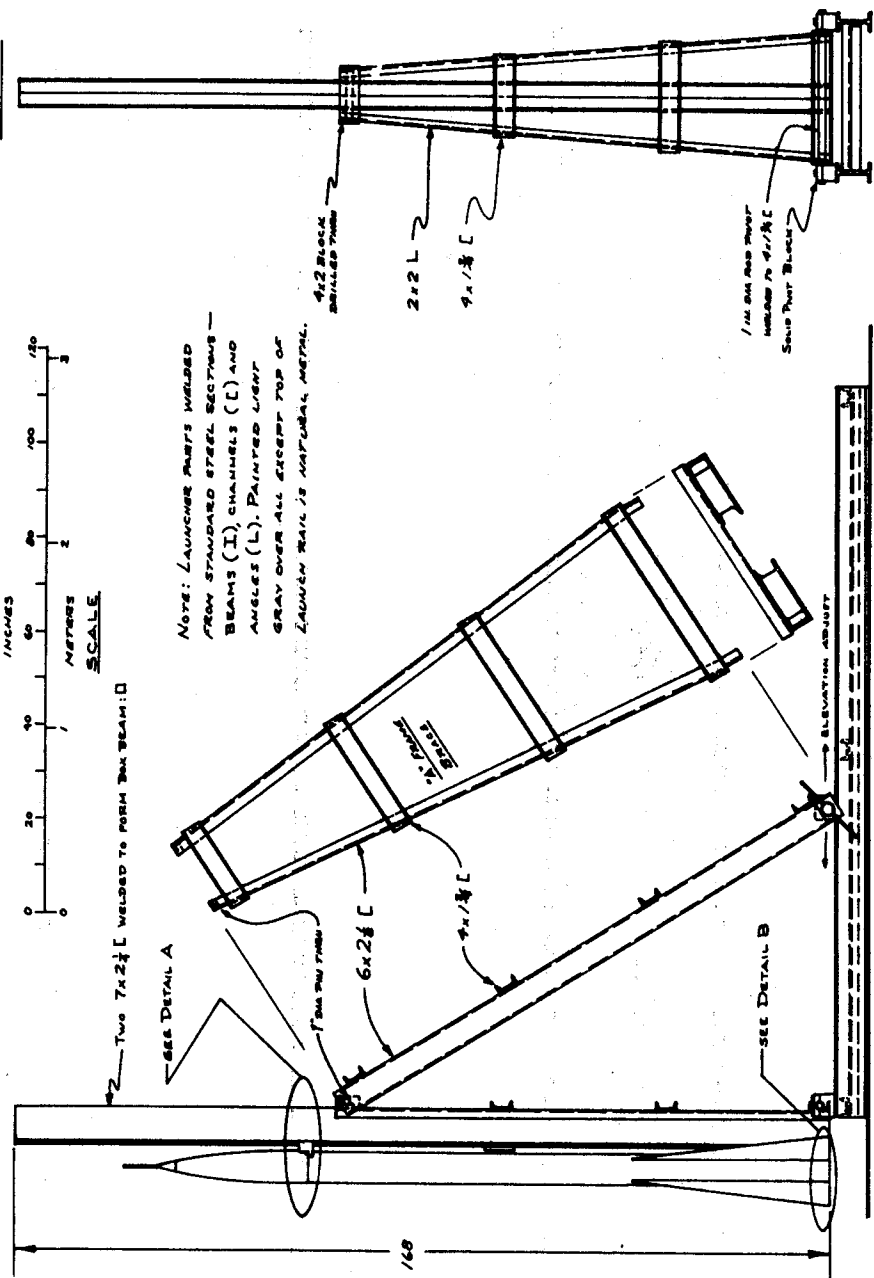 INCHES
0 20 40 60 80 100 120
0 1 2 3
METERS
SCALE
TWO 7x2¼ [ WELDED TO FORM BOX BEAM: □
SEE DETAIL A
NOTE: LAUNCHER PARTS WELDED
FROM STANDARD STEEL SECTIONS —
BEAMS (I), CHANNELS ([) AND
ANGLES (L). PAINTED LIGHT
GRAY OVER ALL EXCEPT TOP OF
LAUNCH RAIL IS NATURAL METAL.
4x2 BLOCK
DRILLED THRU
2x2 L
4x1⅝ [
1 IN DIA ROD PIVOT
WELDED TO 4x1⅝ [
SOLID PIVOT BLOCK
"A" FRAME
BRACE
1" DIA PIN THRU
6x2⅛ [
4x1⅝ [
ELEVATION ADJUST
SEE DETAIL B
168